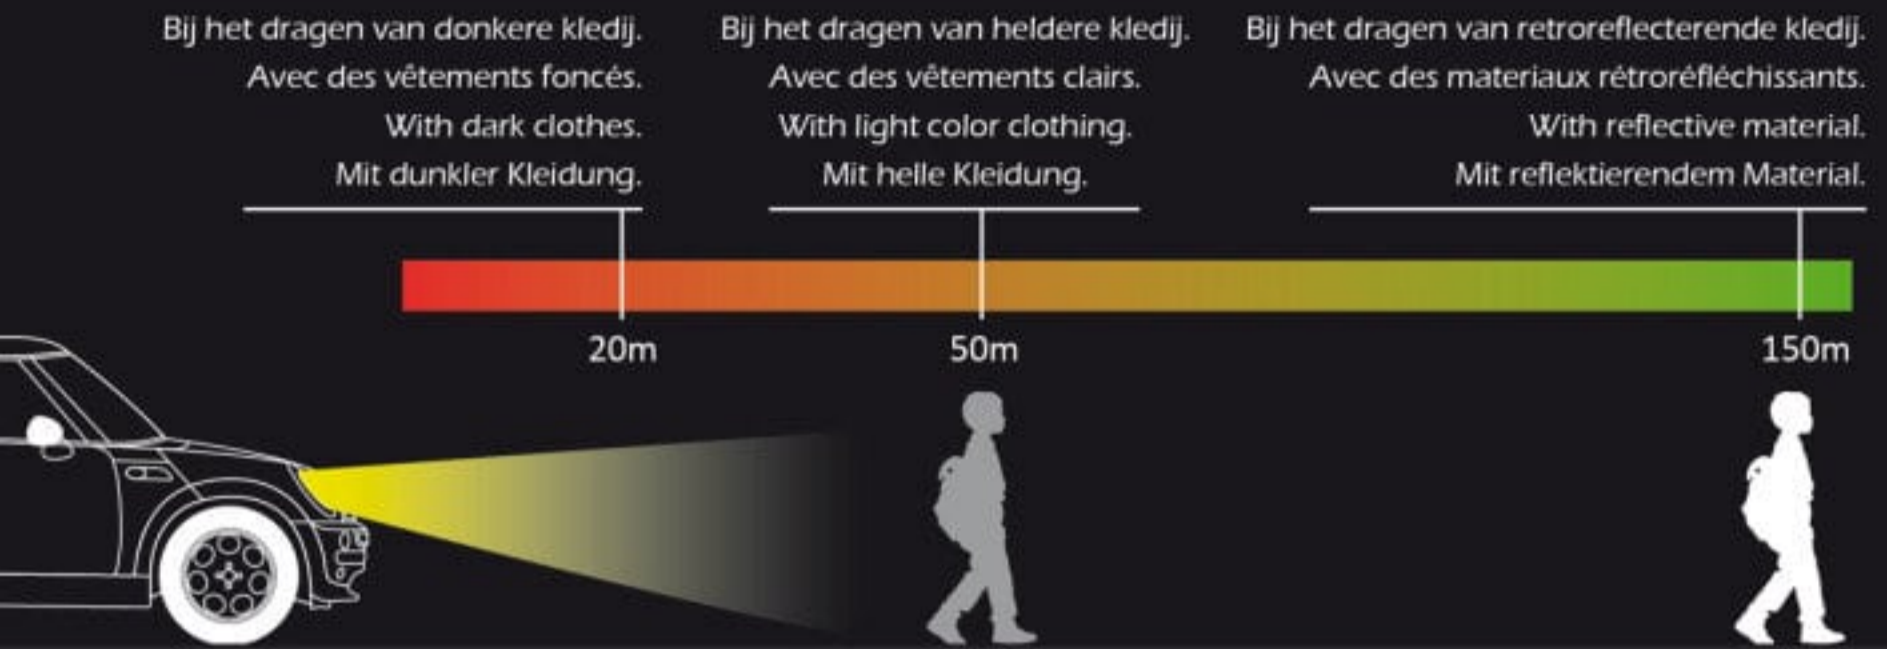 Bij het dragen van donkere kledij.
Avec des vêtements foncés.
With dark clothes.
Mit dunkler Kleidung.
Bij het dragen van heldere kledij.
Avec des vêtements clairs.
With light color clothing.
Mit helle Kleidung.
Bij het dragen van retroreflecterende kledij.
Avec des materiaux rétroréfléchissants.
With reflective material.
Mit reflektierendem Material.
20m
50m
150m